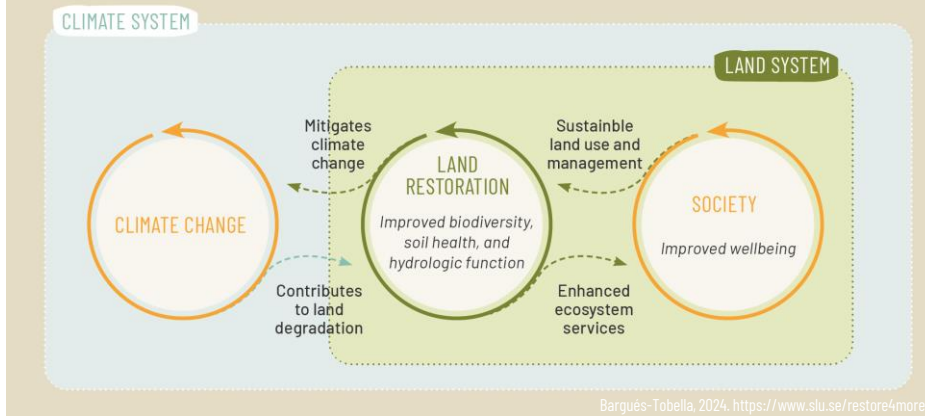 CLIMATE SYSTEM
LAND SYSTEM
Mitigates
climate
change
Sustainble
land use and
management
LAND
RESTORATION
Improved biodiversity,
soil health, and
hydrologic function
CLIMATE CHANGE
SOCIETY
Improved wellbeing
Contributes
to land
degradation
Enhanced
ecosystem
services
Bargués-Tobella, 2024. https://www.slu.se/restore4more